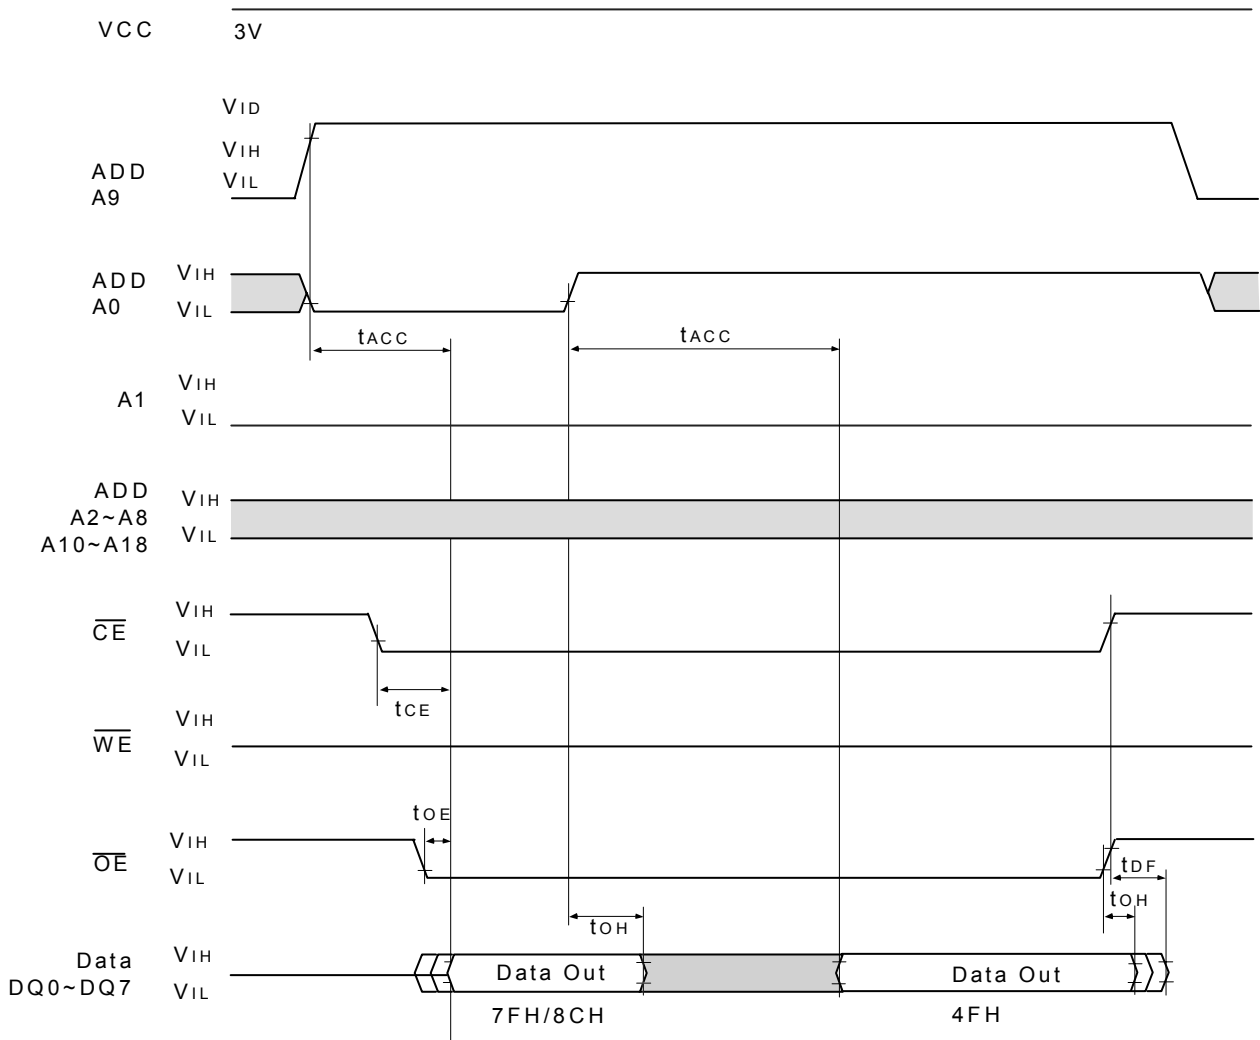 VCC 3V
VID
VIH
ADD VIL
A9
ADD VIH
A0 VIL
tACC tACC
VIH
A1
VIL
ADD VIH
A2~A8
VIL
A10~A18
VIH
CE
VIL
tCE
VIH
WE
VIL
tOE
VIH
OE
VIL
tDF
tOH
tOH
Data VIH
Data Out Data Out
DQ0~DQ7 VIL
7FH/8CH 4FH